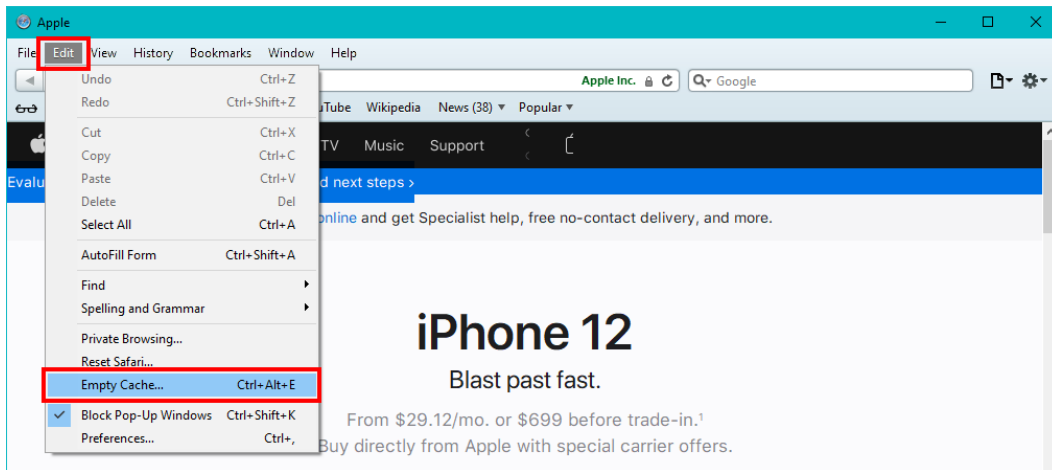 Apple
File Edit View History Bookmarks Window Help
Apple Inc. Google
Undo Ctrl+Z
Redo Ctrl+Shift+Z
uTube Wikipedia News (38) Popular
Cut Ctrl+X
Copy Ctrl+C
TV Music Support
Paste Ctrl+V
Evalu d next steps >
Delete Del
Select All Ctrl+A
online and get Specialist help, free no-contact delivery, and more.
AutoFill Form Ctrl+Shift+A
Find
Spelling and Grammar
Private Browsing...
Reset Safari...
Empty Cache... Ctrl+Alt+E
Block Pop-Up Windows Ctrl+Shift+K
Preferences... Ctrl+,
iPhone 12
Blast past fast.
From $29.12/mo. or $699 before trade-in.¹
Buy directly from Apple with special carrier offers.